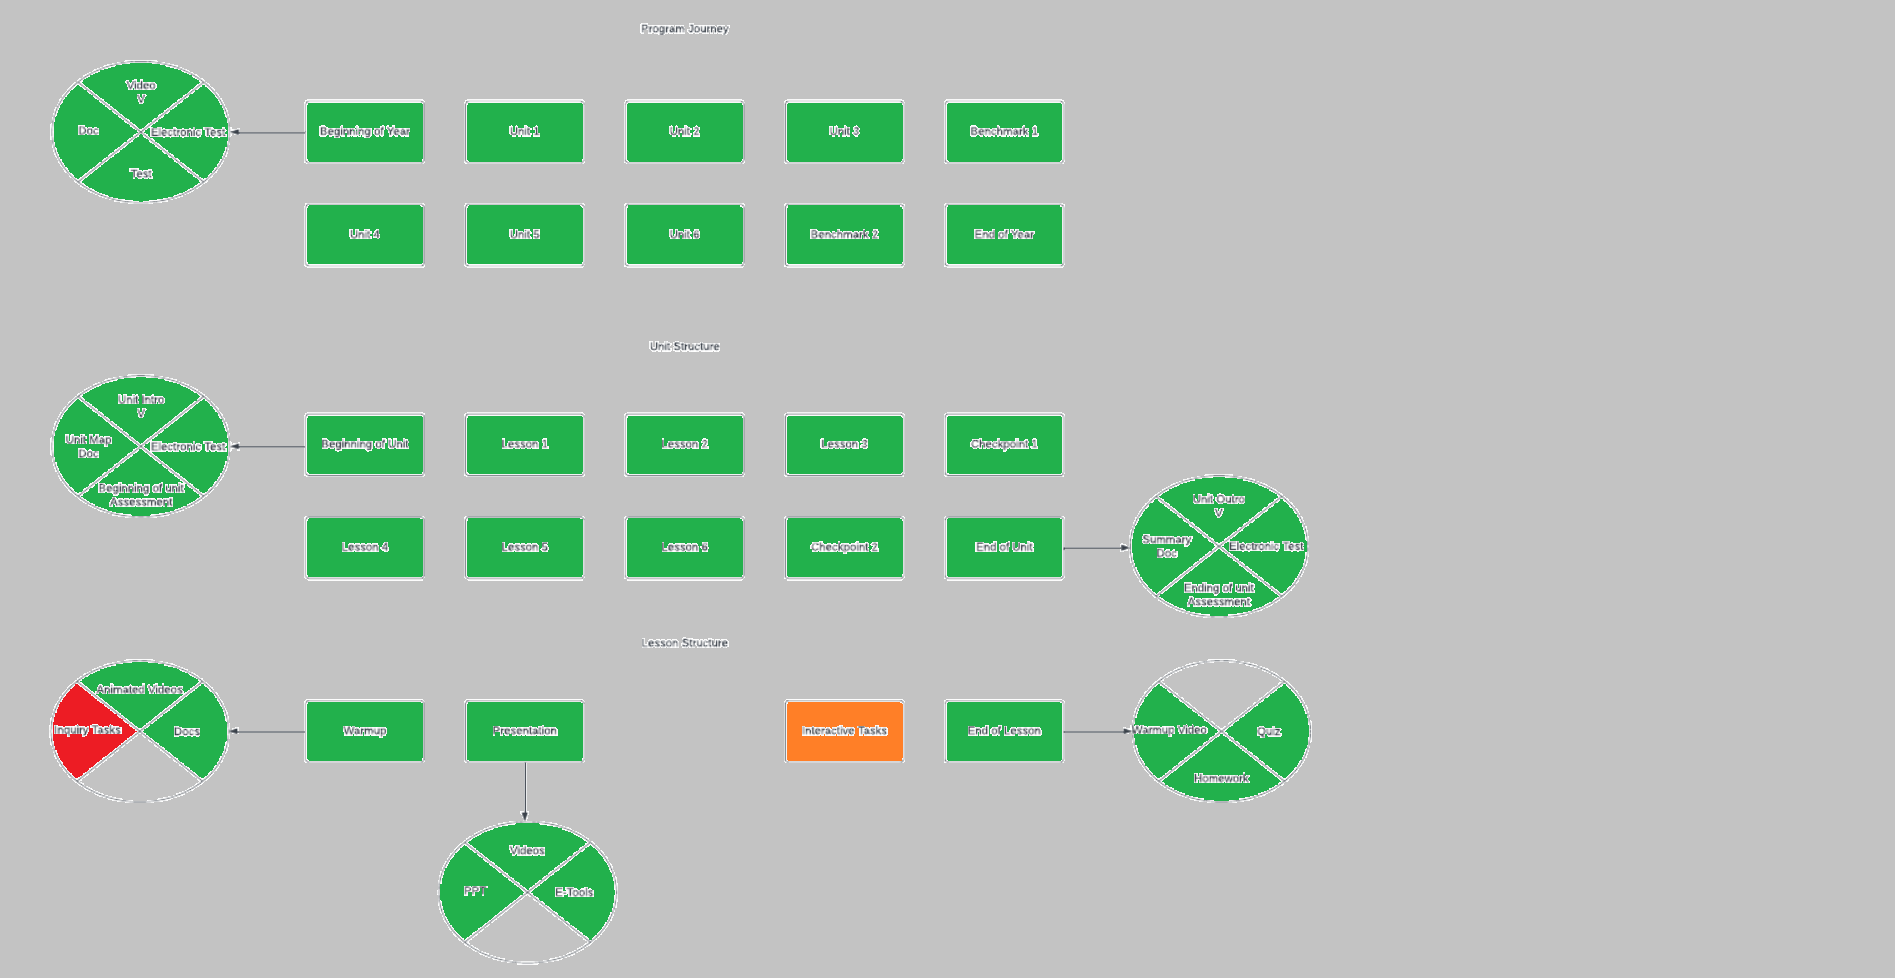 Program Journey
Video
V
Doc
Electronic Test
Test
Beginning of Year
Unit 1
Unit 2
Unit 3
Benchmark 1
Unit 4
Unit 5
Unit 6
Benchmark 2
End of Year
Unit Structure
Unit Intro
V
Unit Map
Doc
Electronic Test
Beginning of unit
Assessment
Beginning of Unit
Lesson 1
Lesson 2
Lesson 3
Checkpoint 1
Lesson 4
Lesson 5
Lesson 6
Checkpoint 2
End of Unit
Unit Outro
V
Summary
Doc
Electronic Test
Ending of unit
Assessment
Lesson Structure
Animated Videos
Inquiry Tasks
Docs
Warmup
Presentation
Interactive Tasks
End of Lesson
Warmup Video
Quiz
Homework
Videos
PPT
E-Tools